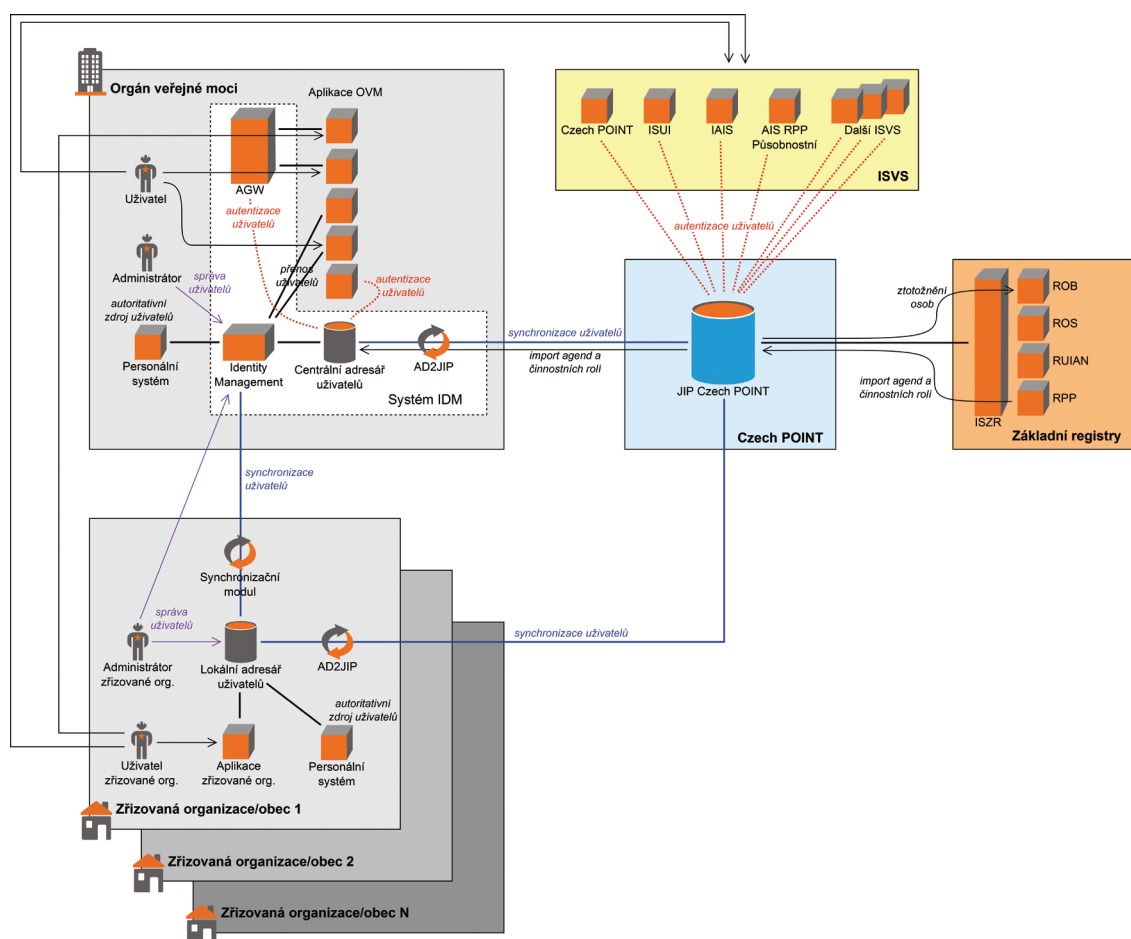 Orgán veřejné moci
Aplikace OVM
AGW
Uživatel
autentizace
uživatelů
Administrátor
správa
uživatelů
přenos
uživatelů
autentizace
uživatelů
autoritativní
zdroj uživatelů
Personální
systém
Identity
Management
Centrální adresář
uživatelů
AD2JIP
Systém IDM
synchronizace uživatelů
import agend a
činnostních rolí
Czech POINT
ISUI
IAIS
AIS RPP
Působnostní
Další ISVS
ISVS
autentizace uživatelů
JIP Czech POINT
Czech POINT
ztotožnění
osob
import agend a
činnostních rolí
ROB
ROS
RUIAN
RPP
ISZR
Základní registry
synchronizace
uživatelů
Synchronizační
modul
správa
uživatelů
Administrátor
zřizované org.
Lokální adresář
uživatelů
AD2JIP
synchronizace uživatelů
autoritativní
zdroj uživatelů
Uživatel
zřizované org.
Aplikace
zřizované org.
Personální
systém
Zřizovaná organizace/obec 1
Zřizovaná organizace/obec 2
Zřizovaná organizace/obec N